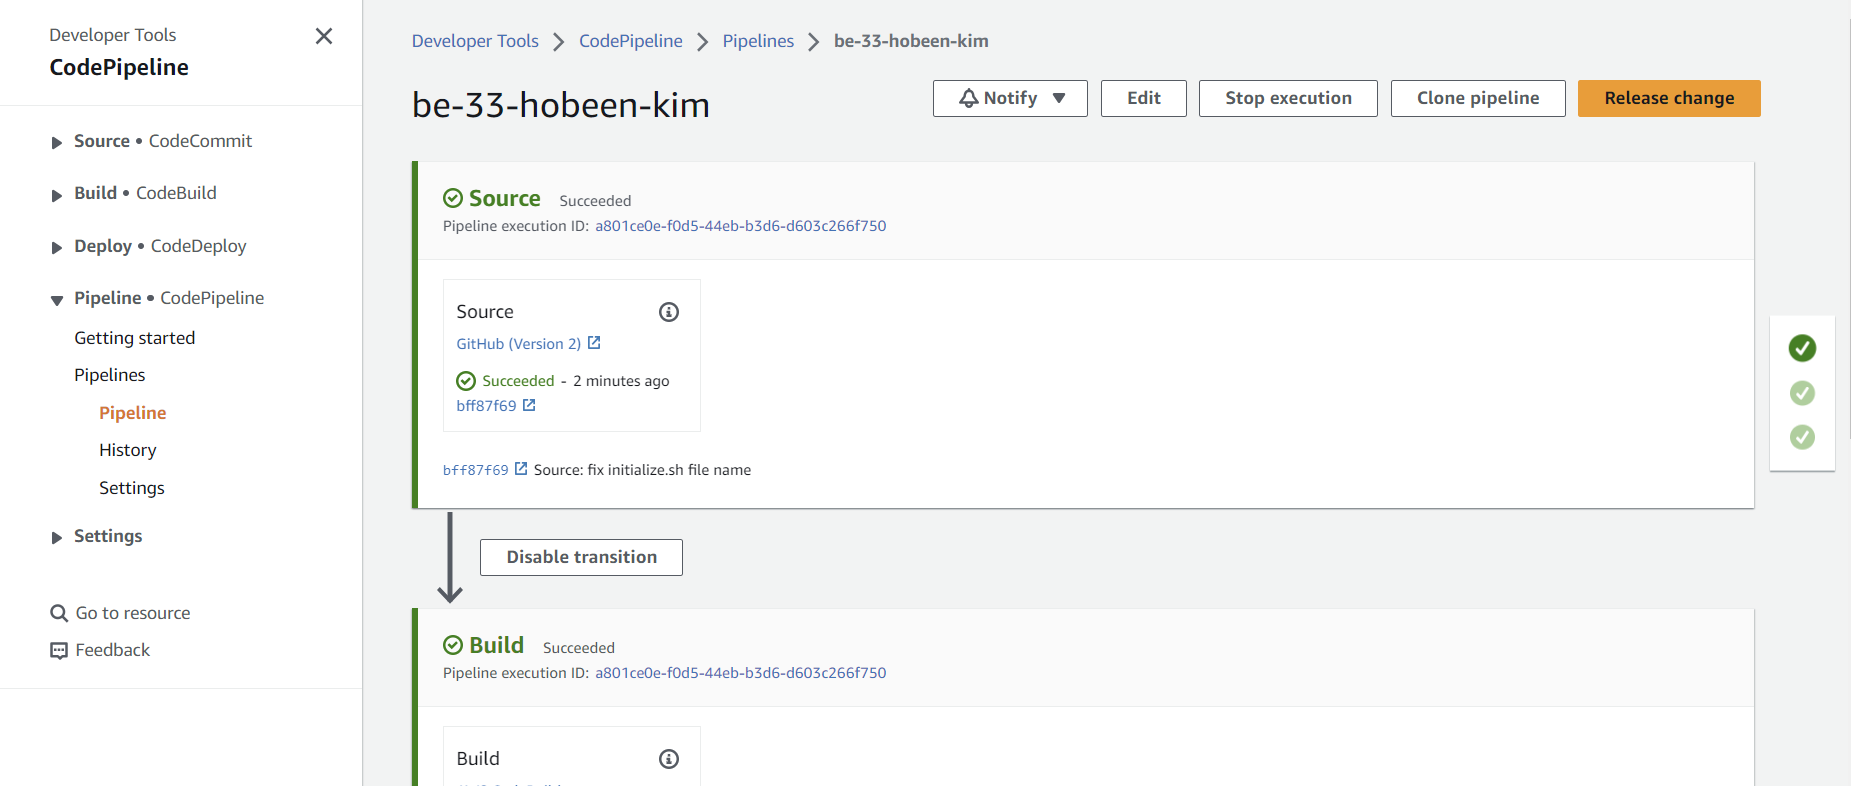 Developer Tools
CodePipeline
Source • CodeCommit
Build • CodeBuild
Deploy • CodeDeploy
Pipeline • CodePipeline
Getting started
Pipelines
Pipeline
History
Settings
Settings
Go to resource
Feedback
Developer Tools > CodePipeline > Pipelines > be-33-hobeen-kim
be-33-hobeen-kim
Notify ▼ Edit Stop execution Clone pipeline Release change
Source Succeeded
Pipeline execution ID: a801ce0e-f0d5-44eb-b3d6-d603c266f750
Source
GitHub (Version 2)
Succeeded - 2 minutes ago
bff87f69
bff87f69 Source: fix initialize.sh file name
Disable transition
Build Succeeded
Pipeline execution ID: a801ce0e-f0d5-44eb-b3d6-d603c266f750
Build